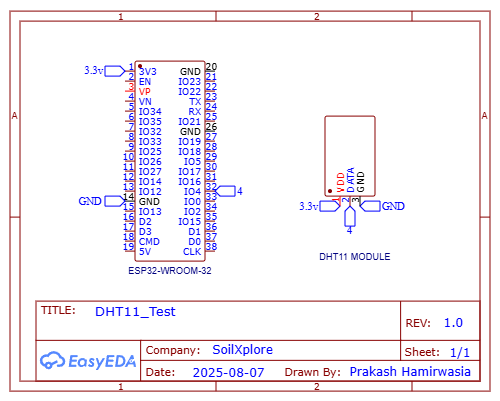 1 2
A A
3.3v 1 3V3 GND 20
2 EN IO23 21
3 VP IO22 22
4 VN TX 23
5 IO34 RX 24
6 IO35 IO21 25
7 IO32 GND 26
8 IO33 IO19 27
9 IO25 IO18 28
10 IO26 IO5 29
11 IO27 IO17 30
12 IO14 IO16 31
13 IO12 IO4 32 4
GND 14 GND IO0 33
15 IO13 IO2 34
16 D2 IO15 35
17 D3 D1 36
18 CMD D0 37
19 5V CLK 38
ESP32-WROOM-32
VDD DATA GND
1 2 3
3.3v GND
4
DHT11 MODULE
TITLE: DHT11_Test
REV: 1.0
EasyEDA
Company: SoilXplore
Sheet: 1/1
Date: 2025-08-07 Drawn By: Prakash Hamirwasia
1 2